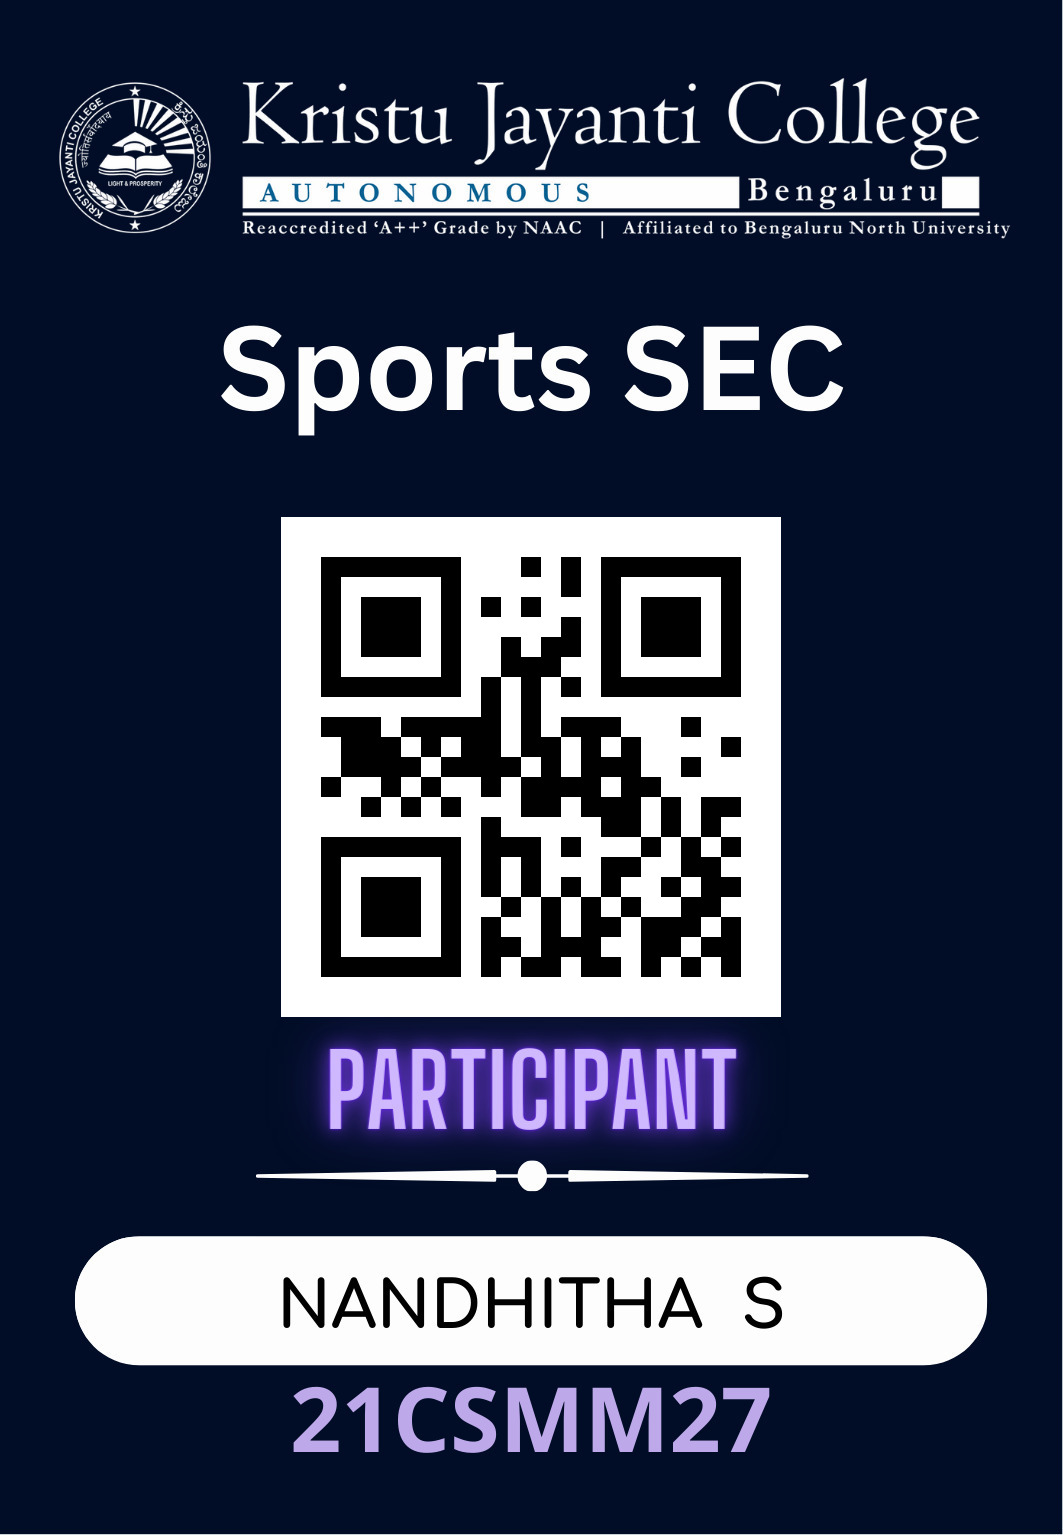 Kristu Jayanti College
AUTONOMOUS Bengaluru
Reaccredited ‘A++’ Grade by NAAC | Affiliated to Bengaluru North University
KRISTU JAYANTI COLLEGE
ಕ್ರಿಸ್ತು ಜಯಂತಿ ಕಾಲೇಜು
LIGHT & PROSPERITY
Sports SEC
PARTICIPANT
NANDHITHA S
21CSMM27